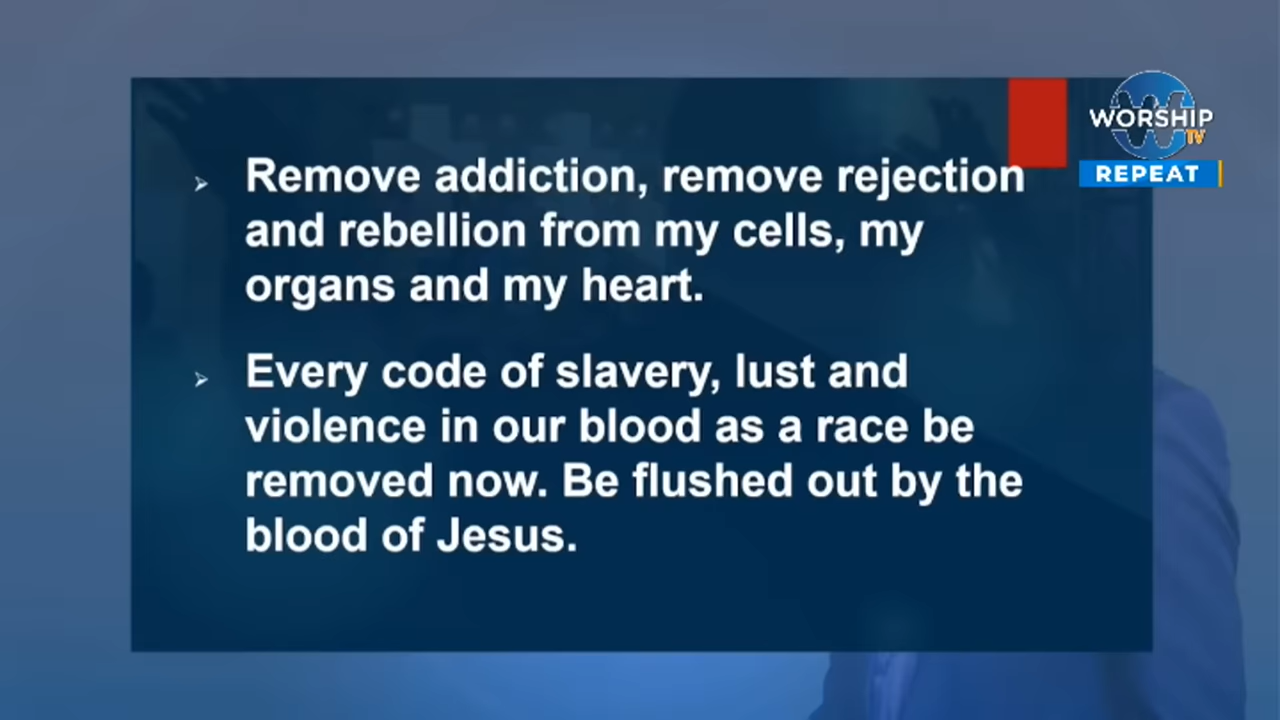 WORSHIP
TV
REPEAT
Remove addiction, remove rejection
and rebellion from my cells, my
organs and my heart.
Every code of slavery, lust and
violence in our blood as a race be
removed now. Be flushed out by the
blood of Jesus.